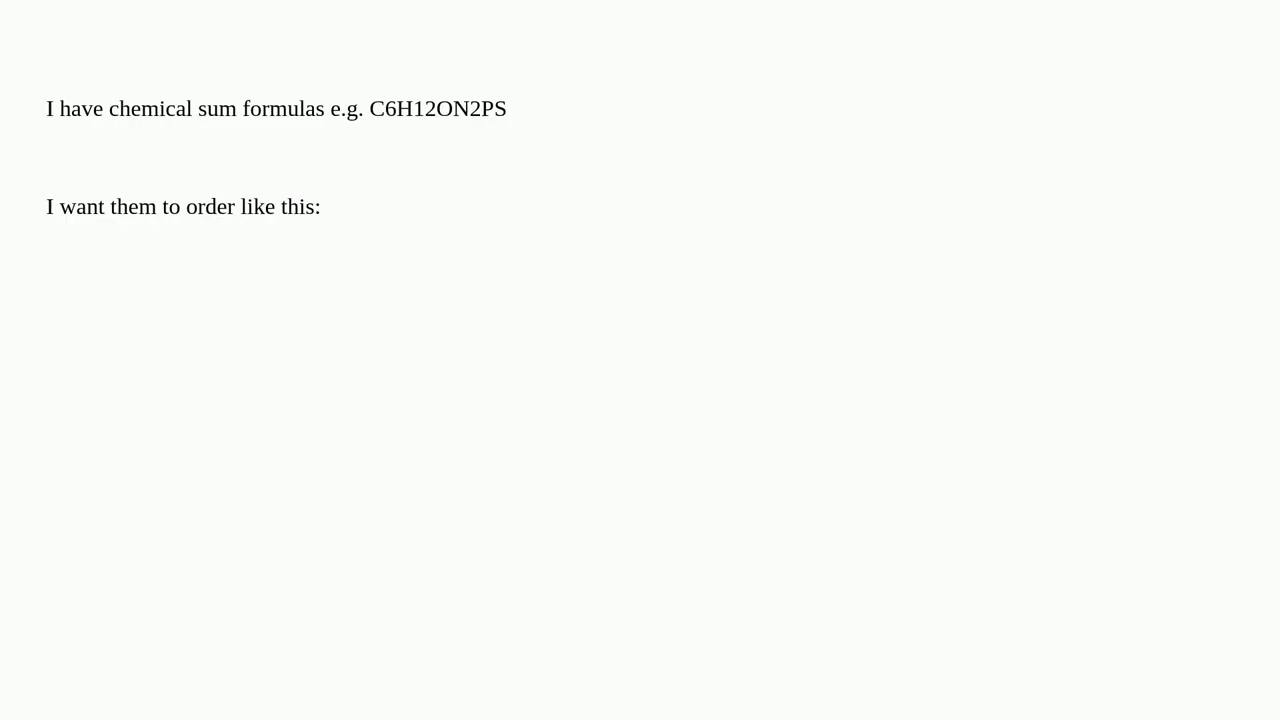 I have chemical sum formulas e.g. C6H12ON2PS
I want them to order like this: